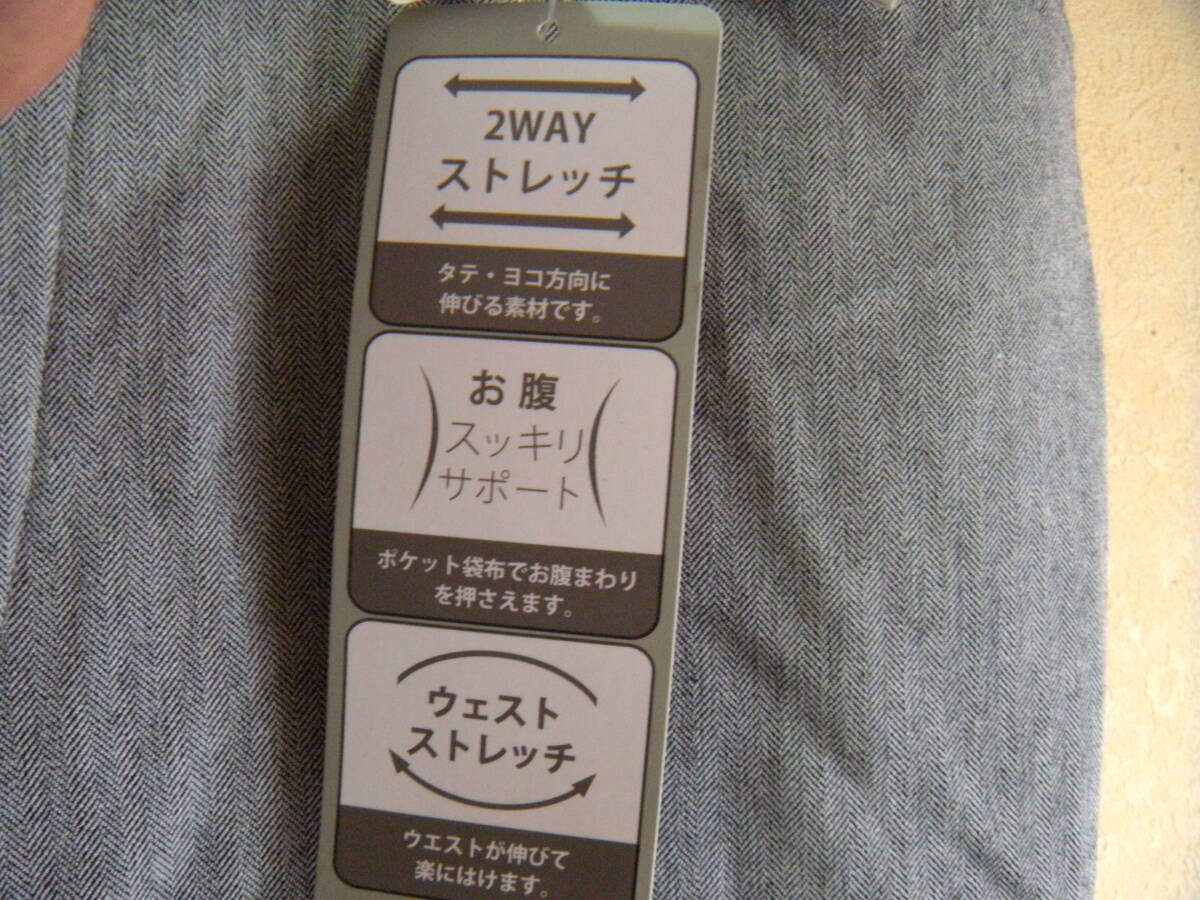 2WAY
ストレッチ
タテ・ヨコ方向に
伸びる素材です。
お腹
スッキリ
サポート
ポケット袋布でお腹まわり
を押さえます。
ウェスト
ストレッチ
ウエストが伸びて
楽にはけます。